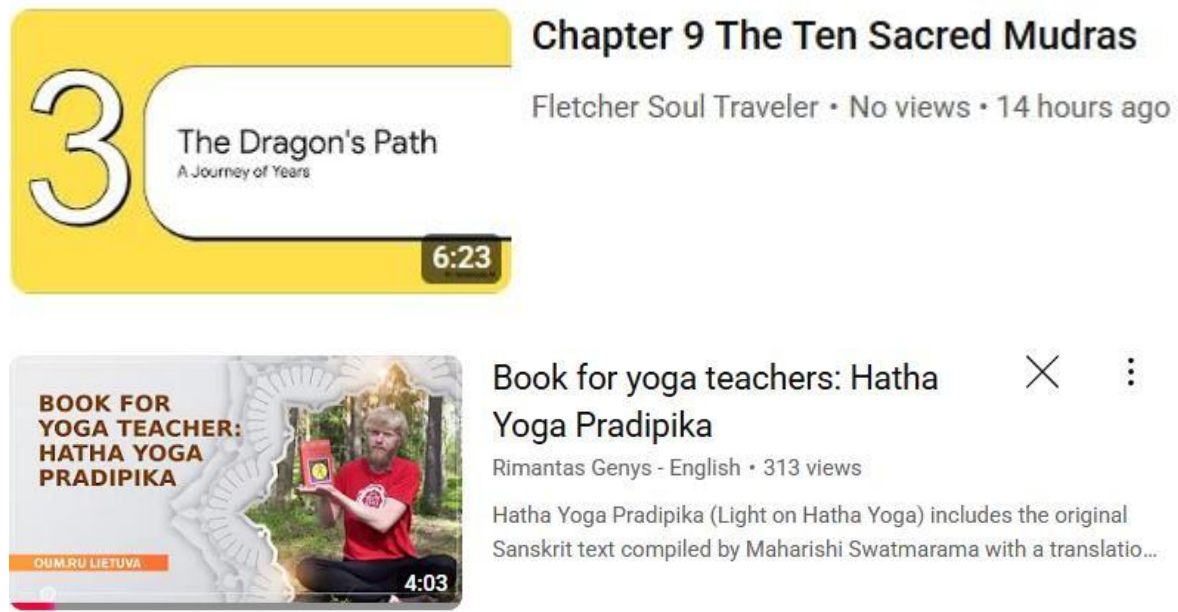 3
The Dragon's Path
A Journey of Years
6:23
Chapter 9 The Ten Sacred Mudras
Fletcher Soul Traveler • No views • 14 hours ago
BOOK FOR
YOGA TEACHER:
HATHA YOGA
PRADIPIKA
OUM.RU LIETUVA
4:03
Book for yoga teachers: Hatha
Yoga Pradipika
Rimantas Genys - English • 313 views
Hatha Yoga Pradipika (Light on Hatha Yoga) includes the original
Sanskrit text compiled by Maharishi Swatmarama with a translatio...